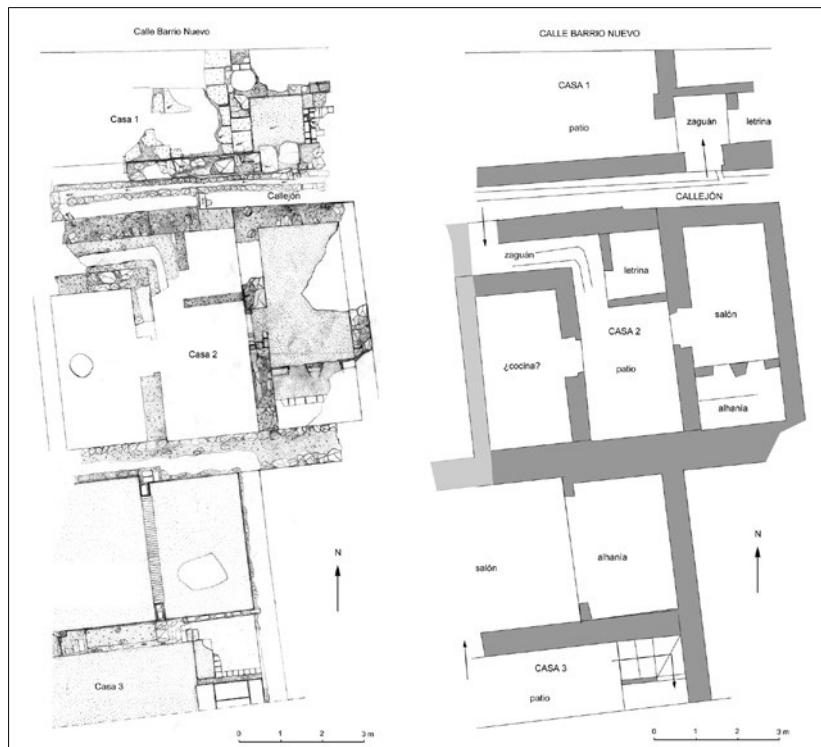 Calle Barrio Nuevo
Casa 1
Callejón
Casa 2
N
Casa 3
0 1 2 3 m
CALLE BARRIO NUEVO
CASA 1
patio
zaguán
letrina
CALLEJÓN
zaguán
letrina
salón
CASA 2
¿cocina?
patio
alhanía
N
alhanía
salón
CASA 3
patio
0 1 2 3 m